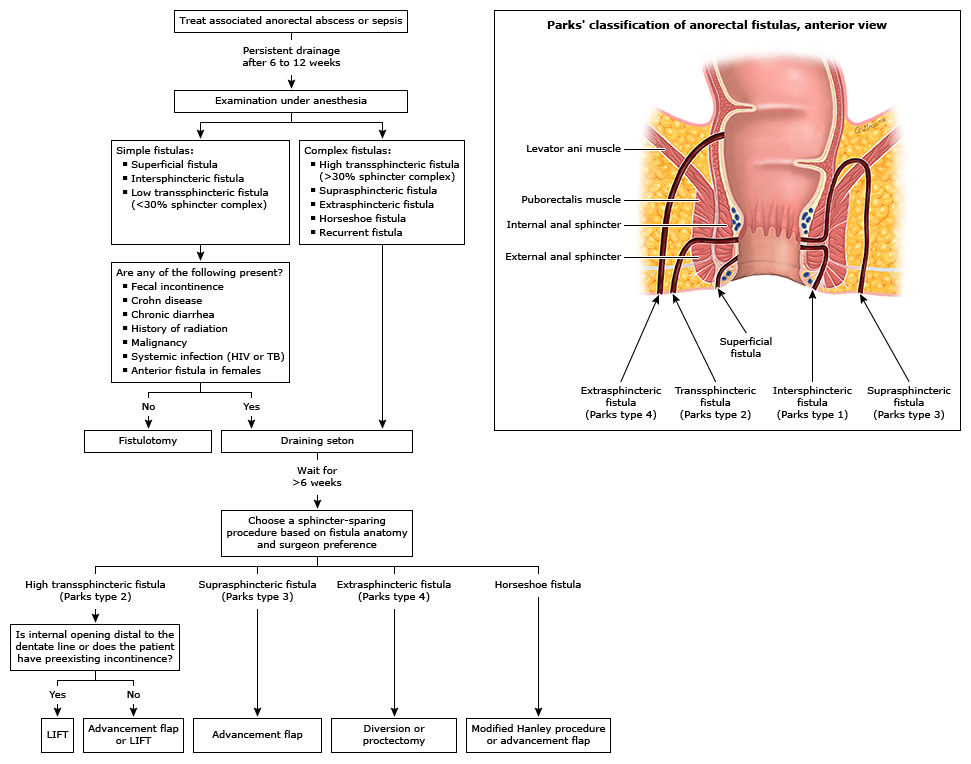 Treat associated anorectal abscess or sepsis
Persistent drainage
after 6 to 12 weeks
Examination under anesthesia
Simple fistulas:
▪ Superficial fistula
▪ Intersphincteric fistula
▪ Low transsphincteric fistula
(<30% sphincter complex)
Complex fistulas:
▪ High transsphincteric fistula
(>30% sphincter complex)
▪ Suprasphincteric fistula
▪ Extrasphincteric fistula
▪ Horseshoe fistula
▪ Recurrent fistula
Are any of the following present?
▪ Fecal incontinence
▪ Crohn disease
▪ Chronic diarrhea
▪ History of radiation
▪ Malignancy
▪ Systemic infection (HIV or TB)
▪ Anterior fistula in females
No
Yes
Fistulotomy
Draining seton
Wait for
>6 weeks
Choose a sphincter-sparing
procedure based on fistula anatomy
and surgeon preference
High transsphincteric fistula
(Parks type 2)
Suprasphincteric fistula
(Parks type 3)
Extrasphincteric fistula
(Parks type 4)
Horseshoe fistula
Is internal opening distal to the
dentate line or does the patient
have preexisting incontinence?
Yes
No
LIFT
Advancement flap
or LIFT
Advancement flap
Diversion or
proctectomy
Modified Hanley procedure
or advancement flap
Parks' classification of anorectal fistulas, anterior view
Levator ani muscle
Puborectalis muscle
Internal anal sphincter
External anal sphincter
Superficial
fistula
Extrasphincteric
fistula
(Parks type 4)
Transsphincteric
fistula
(Parks type 2)
Intersphincteric
fistula
(Parks type 1)
Suprasphincteric
fistula
(Parks type 3)